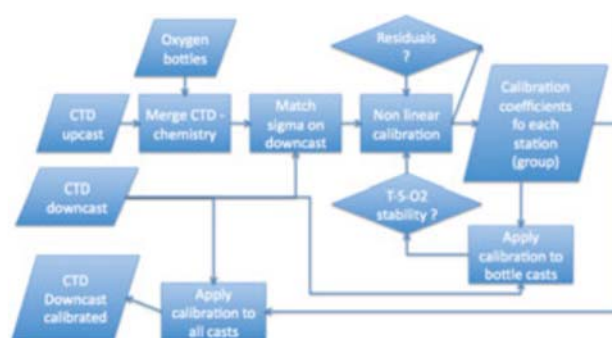 Oxygen
bottles
Residuals
?
CTD
upcast
Merge CTD -
chemistry
Match
sigma on
downcast
Non linear
calibration
Calibration
coefficients
fo each
station
(group)
CTD
downcast
T-S-O2
stability ?
Apply
calibration to
bottle casts
CTD
Downcast
calibrated
Apply
calibration to
all casts